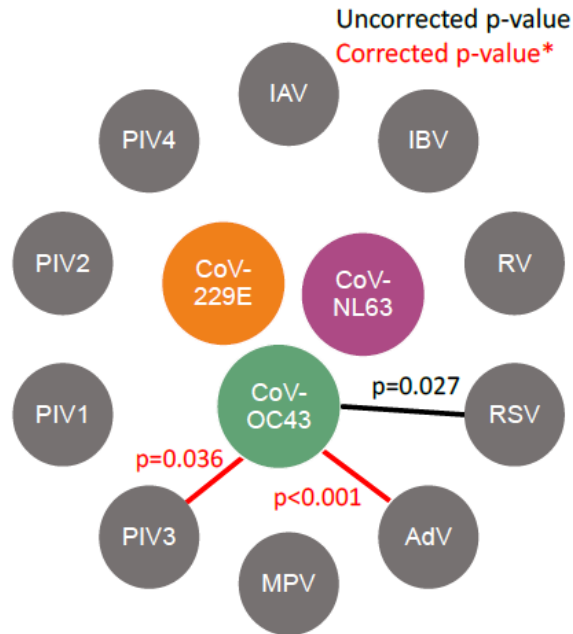 Uncorrected p-value
Corrected p-value*
IAV
PIV4
IBV
PIV2
CoV-
229E
CoV-
NL63
RV
p=0.027
PIV1
CoV-
OC43
RSV
p=0.036
p<0.001
PIV3
AdV
MPV